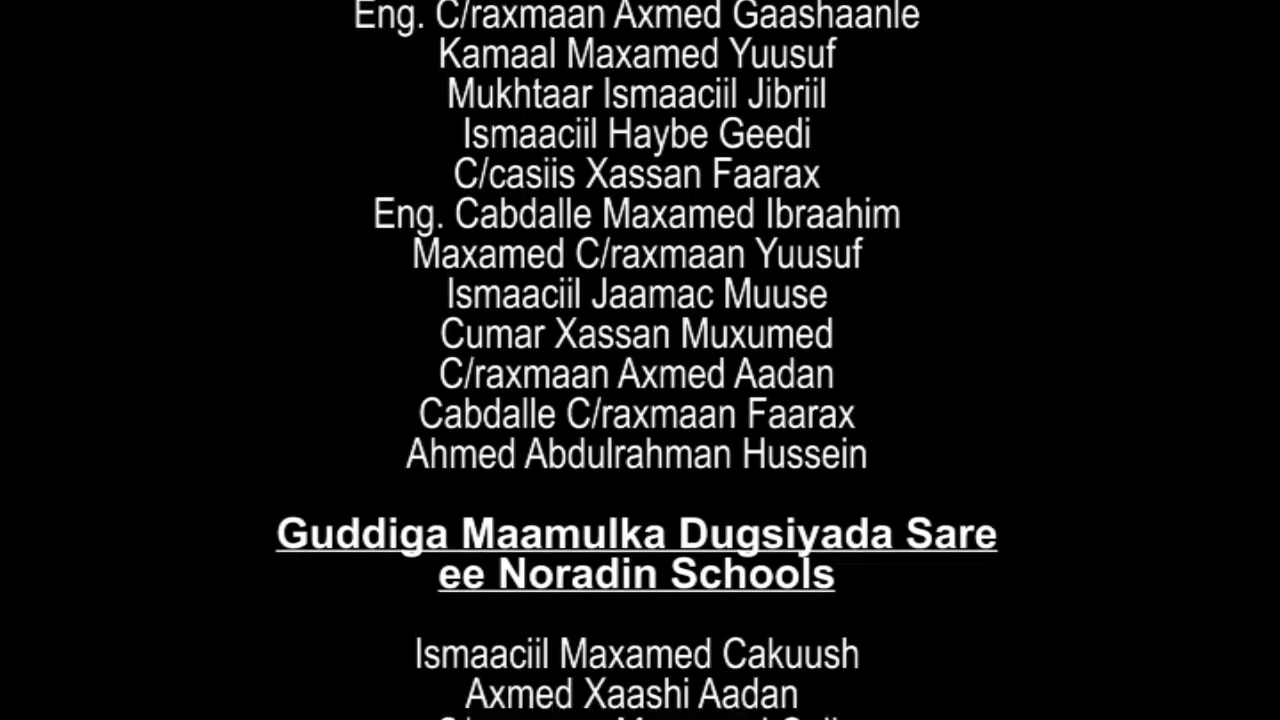 Eng. C/raxmaan Axmed Gaashaanle
Kamaal Maxamed Yuusuf
Mukhtaar Ismaaciil Jibriil
Ismaaciil Haybe Geedi
C/casiis Xassan Faarax
Eng. Cabdalle Maxamed Ibraahim
Maxamed C/raxmaan Yuusuf
Ismaaciil Jaamac Muuse
Cumar Xassan Muxumed
C/raxmaan Axmed Aadan
Cabdalle C/raxmaan Faarax
Ahmed Abdulrahman Hussein
Guddiga Maamulka Dugsiyada Sare
ee Noradin Schools
Ismaaciil Maxamed Cakuush
Axmed Xaashi Aadan